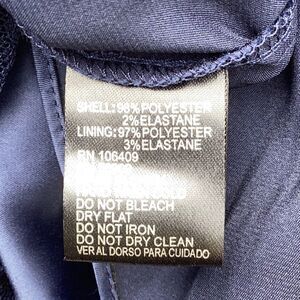 SHELL: 98% POLYESTER
2% ELASTANE
LINING: 97% POLYESTER
3% ELASTANE
RN 106409
DO NOT BLEACH
DRY FLAT
DO NOT IRON
DO NOT DRY CLEAN
VER AL DORSO PARA CUIDADO